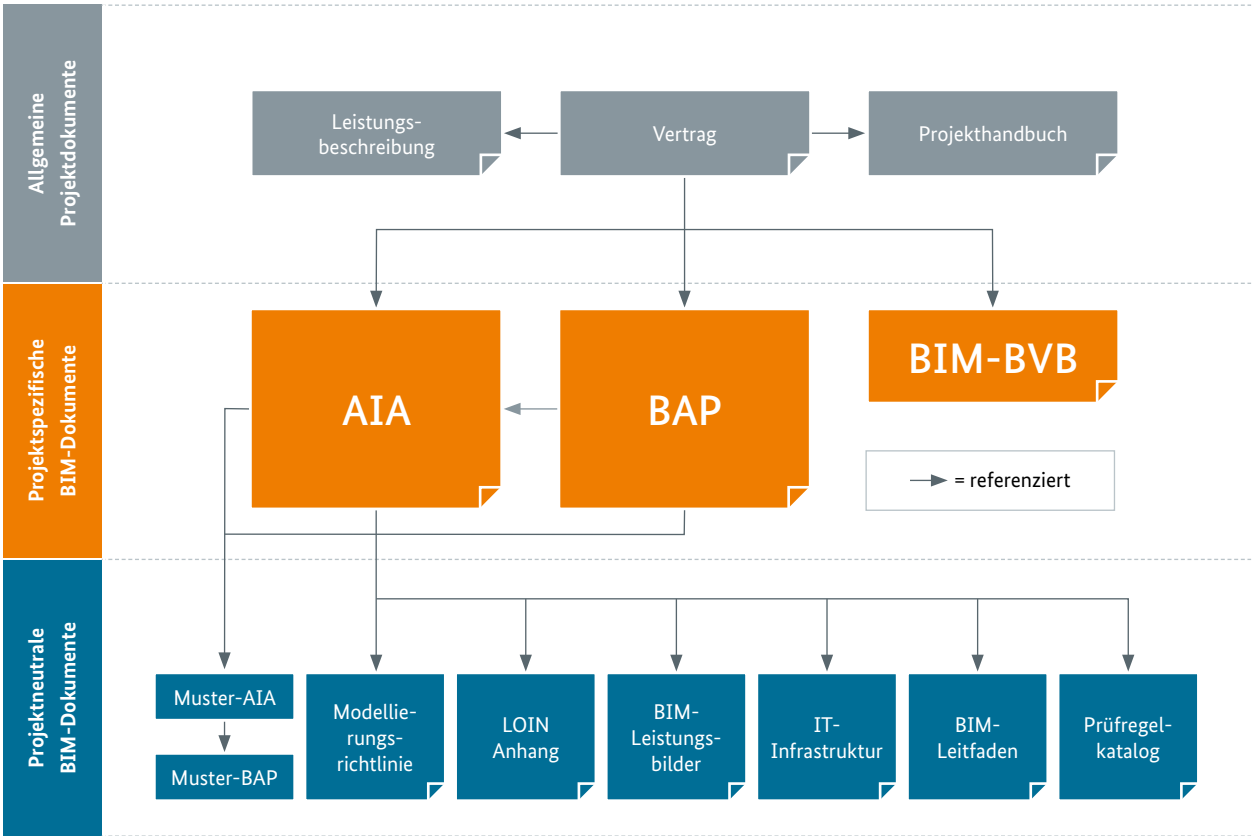 Allgemeine
Projektdokumente
Leistungs-
beschreibung
Vertrag
Projekthandbuch
Projektspezifische
BIM-Dokumente
AIA
BAP
BIM-BVB
= referenziert
Projektneutrale
BIM-Dokumente
Muster-AIA
Muster-BAP
Modellie-
rungs-
richtlinie
LOIN
Anhang
BIM-
Leistungs-
bilder
IT-
Infrastruktur
BIM-
Leitfaden
Prüfregel-
katalog